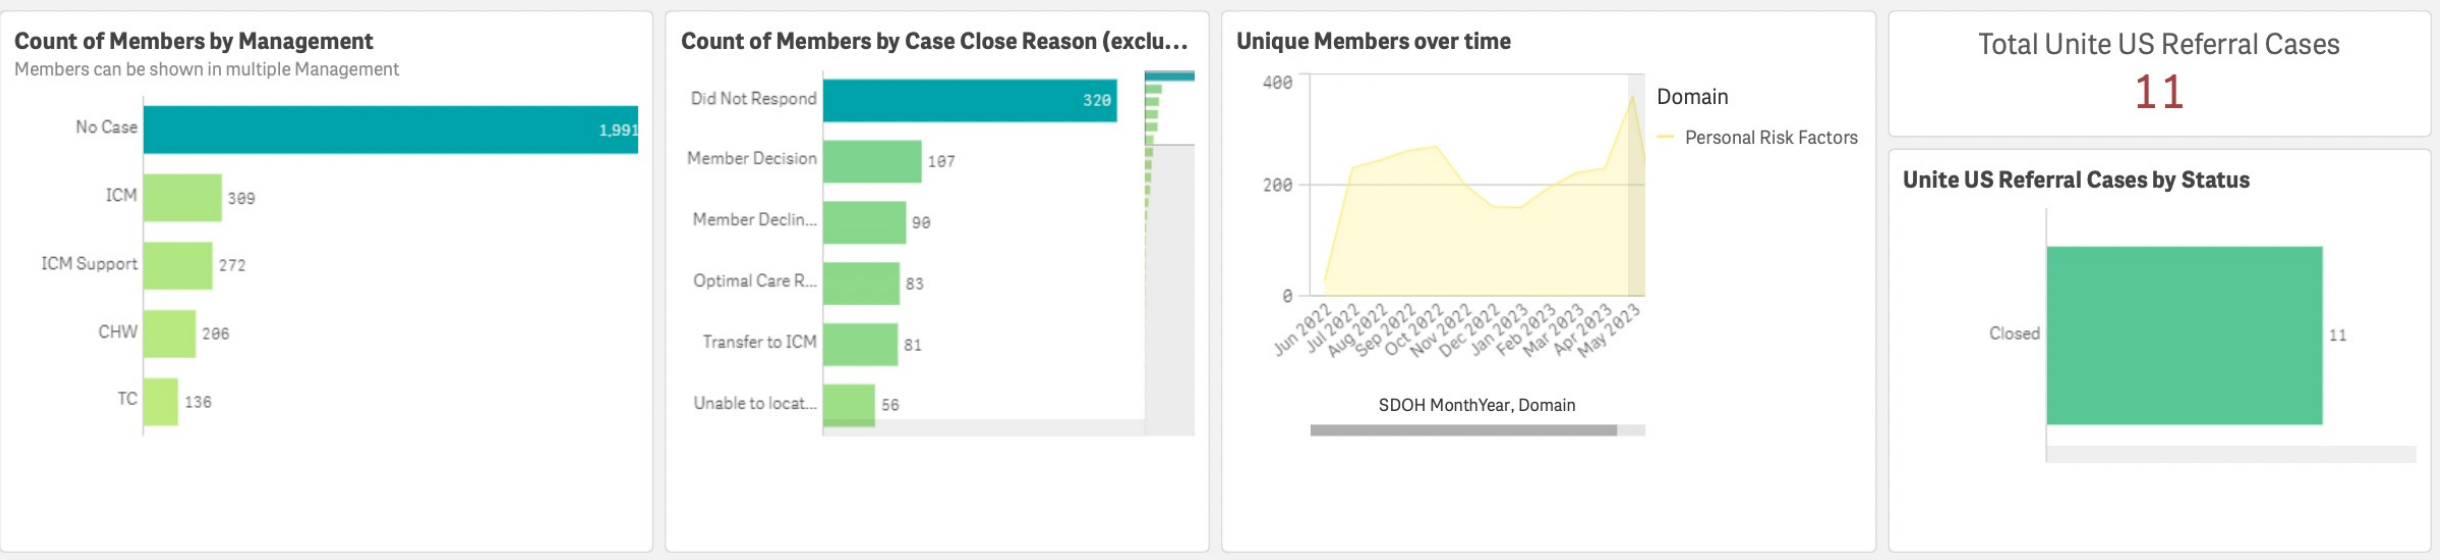 Count of Members by Management
Members can be shown in multiple Management
No Case
1,991
ICM
309
ICM Support
272
CHW
206
TC
136
Count of Members by Case Close Reason (exclu...
Did Not Respond
320
Member Decision
107
Member Declin...
90
Optimal Care R...
83
Transfer to ICM
81
Unable to locat...
56
Unique Members over time
400
200
0
Jun 2022
Jul 2022
Aug 2022
Sep 2022
Oct 2022
Nov 2022
Dec 2022
Jan 2023
Feb 2023
Mar 2023
Apr 2023
May 2023
SDOH MonthYear, Domain
Domain
Personal Risk Factors
Total Unite US Referral Cases
11
Unite US Referral Cases by Status
Closed
11